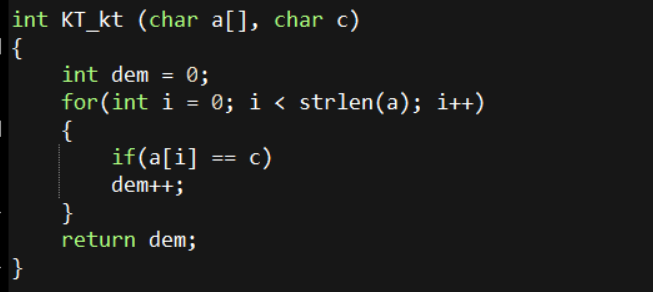 int KT_kt (char a[], char c)
{
    int dem = 0;
    for(int i = 0; i < strlen(a); i++)
    {
        if(a[i] == c)
        dem++;
    }
    return dem;
}